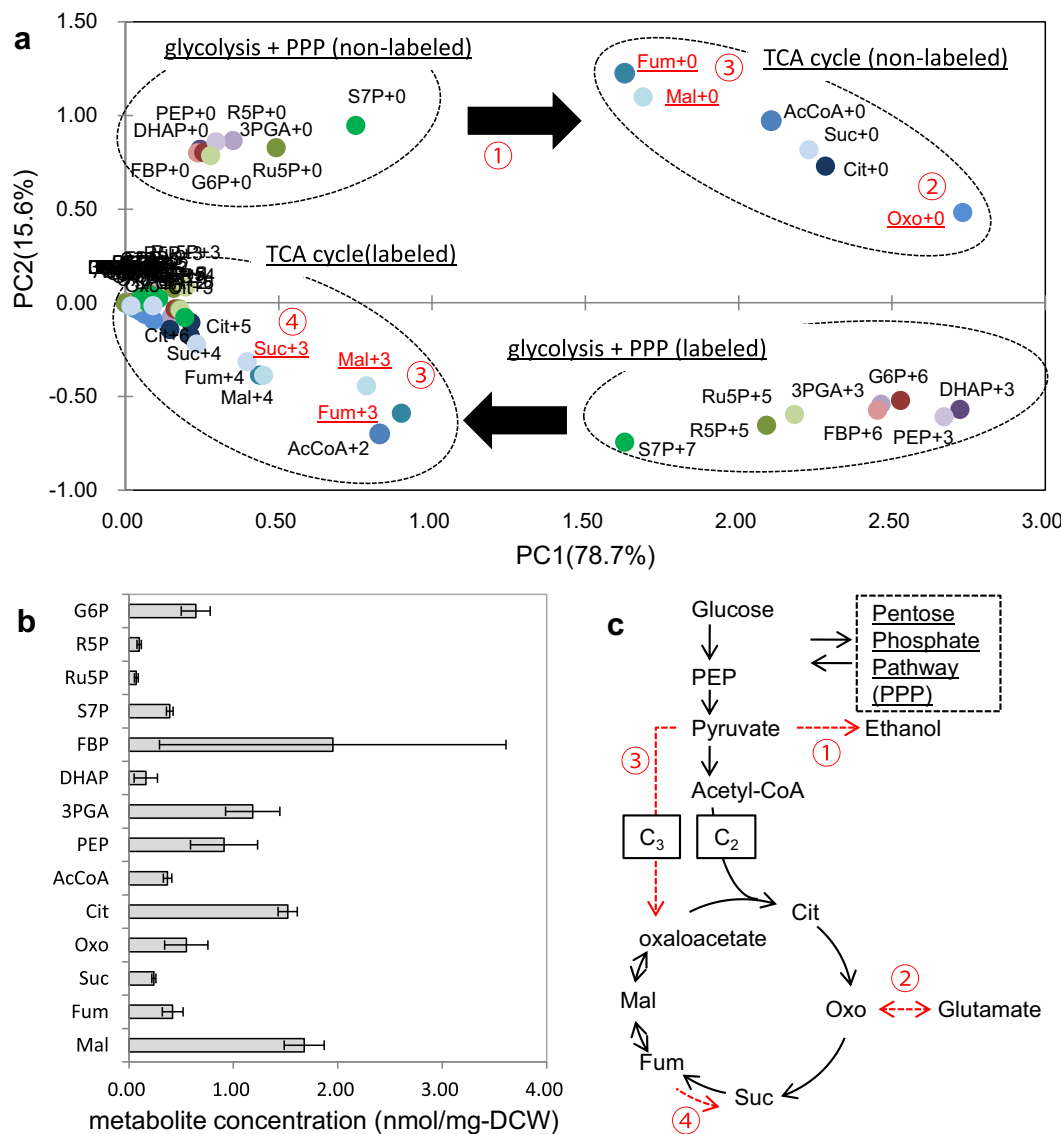 a
1.50
1.00
0.50
0.00
-0.50
-1.00
PC2(15.6%)
glycolysis + PPP (non-labeled)
S7P+0
PEP+0
R5P+0
DHAP+0
3PGA+0
FBP+0
Ru5P+0
G6P+0
①
Fum+0
③
TCA cycle (non-labeled)
Mal+0
AcCoA+0
Suc+0
Cit+0
②
Oxo+0
TCA cycle(labeled)
Cit+6
Cit+5
④
Suc+4
Suc+3
Mal+3
③
Fum+4
Mal+4
Fum+3
AcCoA+2
glycolysis + PPP (labeled)
G6P+6
Ru5P+5
3PGA+3
DHAP+3
R5P+5
FBP+6
PEP+3
S7P+7
0.00 0.50 1.00 1.50 2.00 2.50 3.00
PC1(78.7%)
b
G6P
R5P
Ru5P
S7P
FBP
DHAP
3PGA
PEP
AcCoA
Cit
Oxo
Suc
Fum
Mal
0.00 1.00 2.00 3.00 4.00
metabolite concentration (nmol/mg-DCW)
c
Glucose
Pentose
Phosphate
Pathway
(PPP)
PEP
Pyruvate
Ethanol
①
③
Acetyl-CoA
C₃
C₂
oxaloacetate
Cit
Mal
Oxo
②
Glutamate
Fum
Suc
④